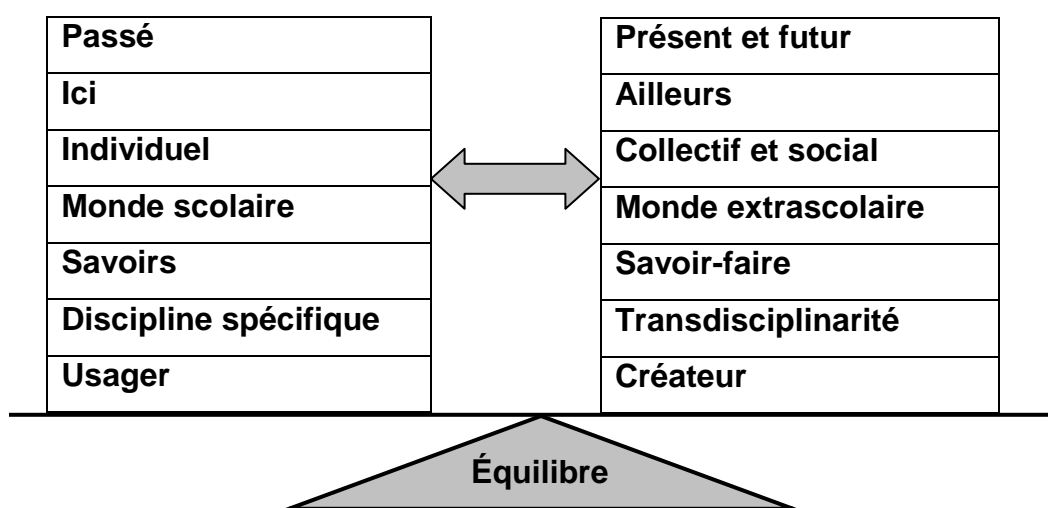 Passé Présent et futur
Ici Ailleurs
Individuel Collectif et social
Monde scolaire Monde extrascolaire
Savoirs Savoir-faire
Discipline spécifique Transdisciplinarité
Usager Créateur
Équilibre